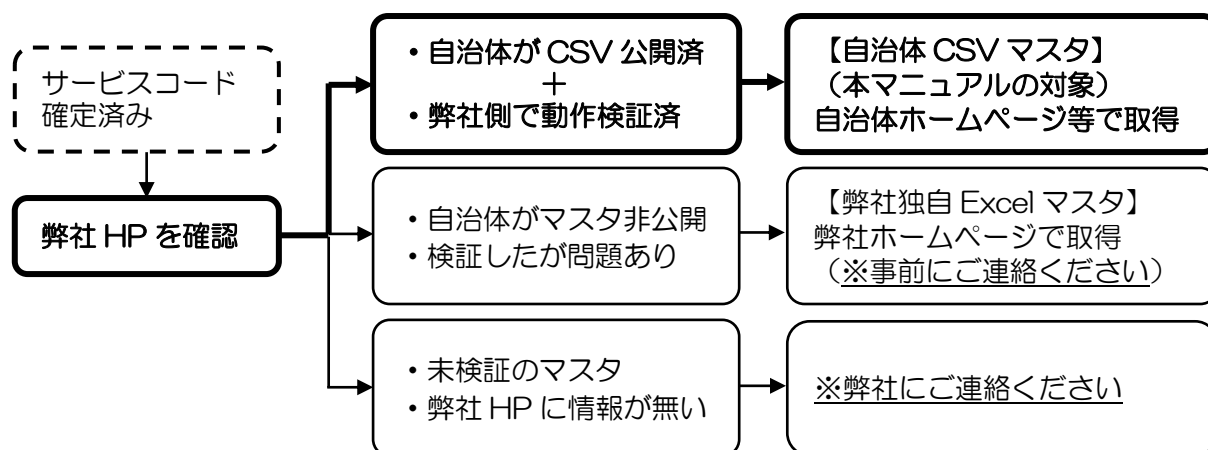 サービスコード
確定済み
弊社 HP を確認
・自治体が CSV 公開済
＋
・弊社側で動作検証済
【自治体 CSV マスタ】
（本マニュアルの対象）
自治体ホームページ等で取得
・自治体がマスタ非公開
・検証したが問題あり
【弊社独自 Excel マスタ】
弊社ホームページで取得
（※事前にご連絡ください）
・未検証のマスタ
・弊社 HP に情報が無い
※弊社にご連絡ください